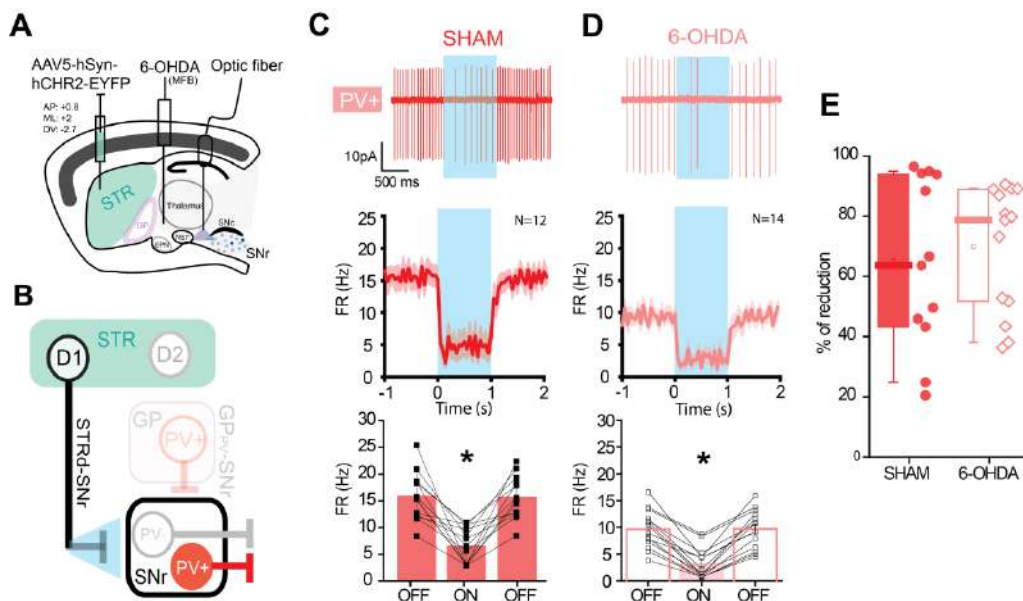 A
AAV5-hSyn-
hCHR2-EYFP
AP: +0.8
ML: +2
DV: -2.7
6-OHDA
(MFB)
Optic fiber
STR
GP
Thalamus
EPN
NST
SNc
SNr
B
STR
D1
D2
STRd-SNr
GP
PV+
GPPV-SNr
PV-
PV+
SNr
C
SHAM
PV+
10pA
500 ms
N=12
FR (Hz)
25
20
15
10
5
0
-1 0 1 2
Time (s)
FR (Hz)
30
25
20
15
10
5
0
*
OFF ON OFF
D
6-OHDA
N=14
FR (Hz)
25
20
15
10
5
0
-1 0 1 2
Time (s)
FR (Hz)
30
25
20
15
10
5
0
*
OFF ON OFF
E
% of reduction
100
80
60
40
20
0
SHAM 6-OHDA